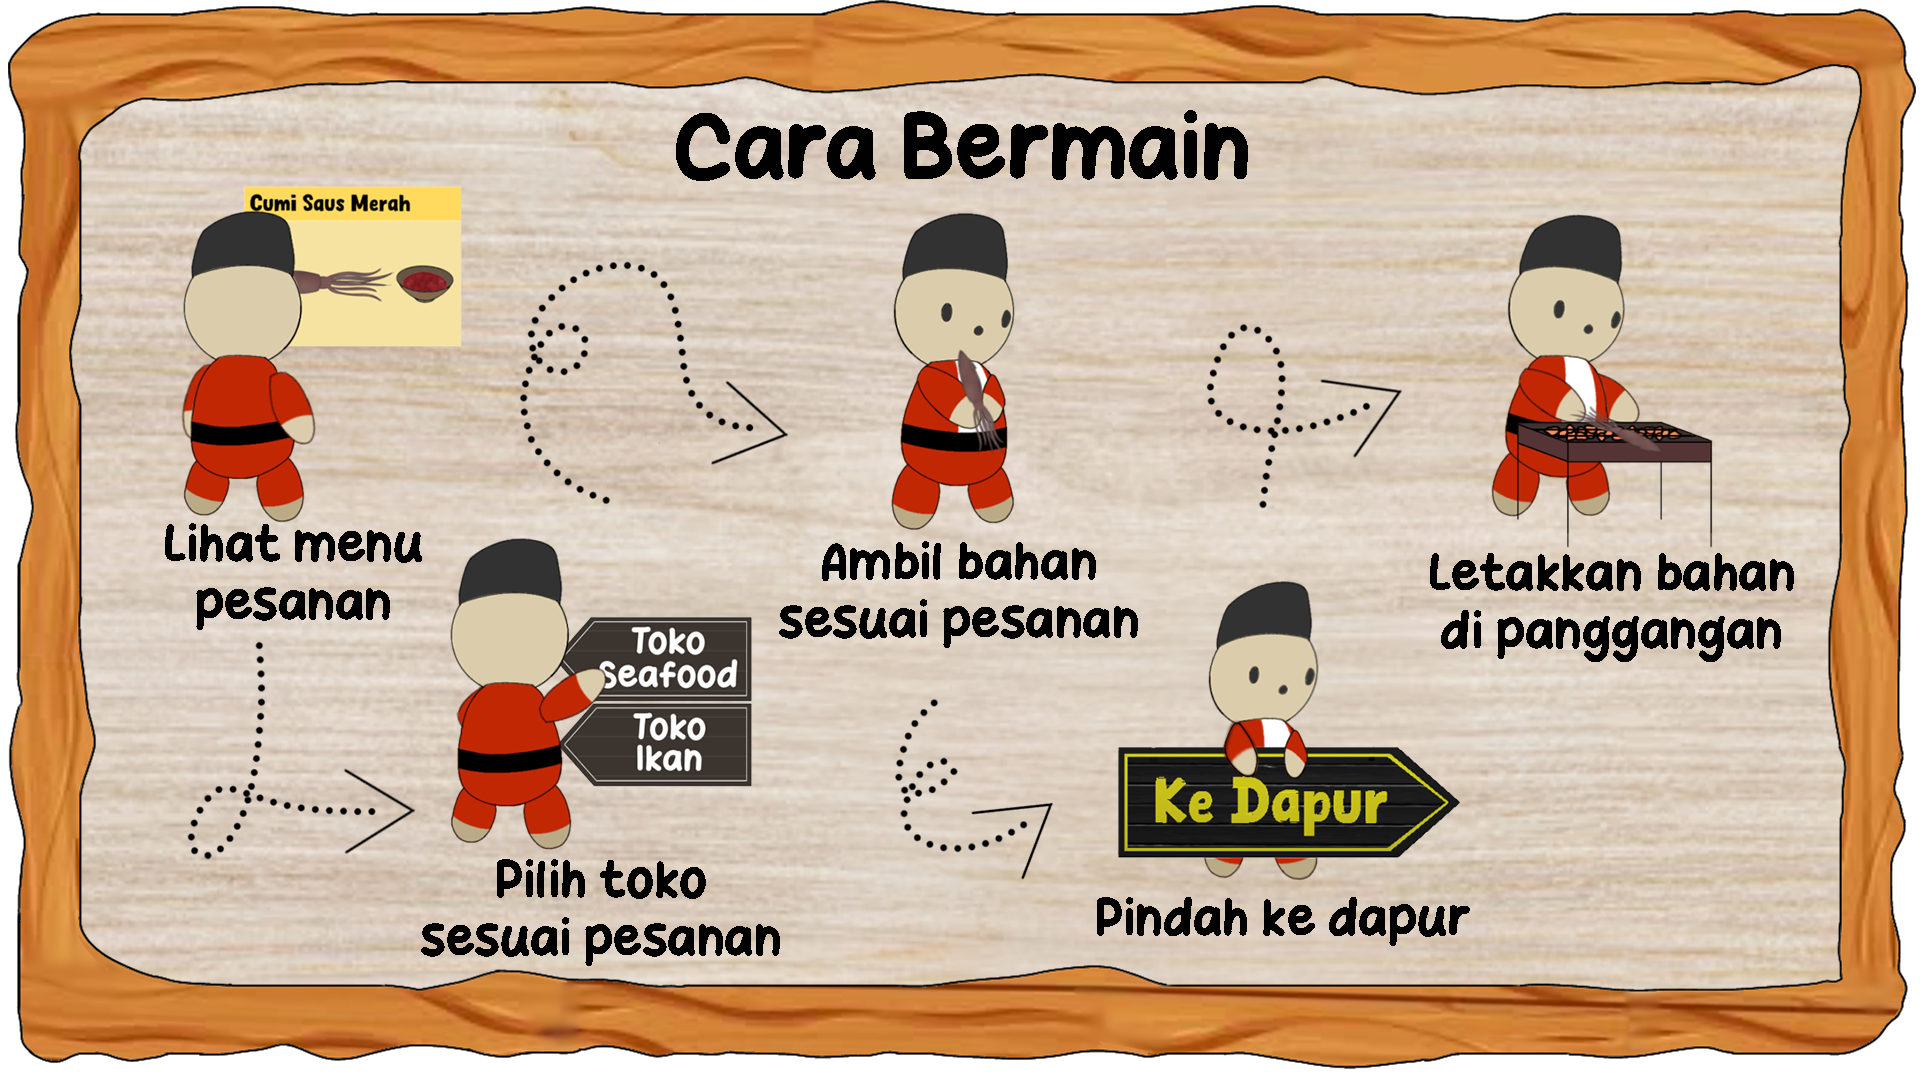 Cara Bermain
Cumi Saus Merah
Lihat menu
pesanan
Toko
Seafood
Toko
Ikan
Pilih toko
sesuai pesanan
Ambil bahan
sesuai pesanan
Ke Dapur
Pindah ke dapur
Letakkan bahan
di panggangan